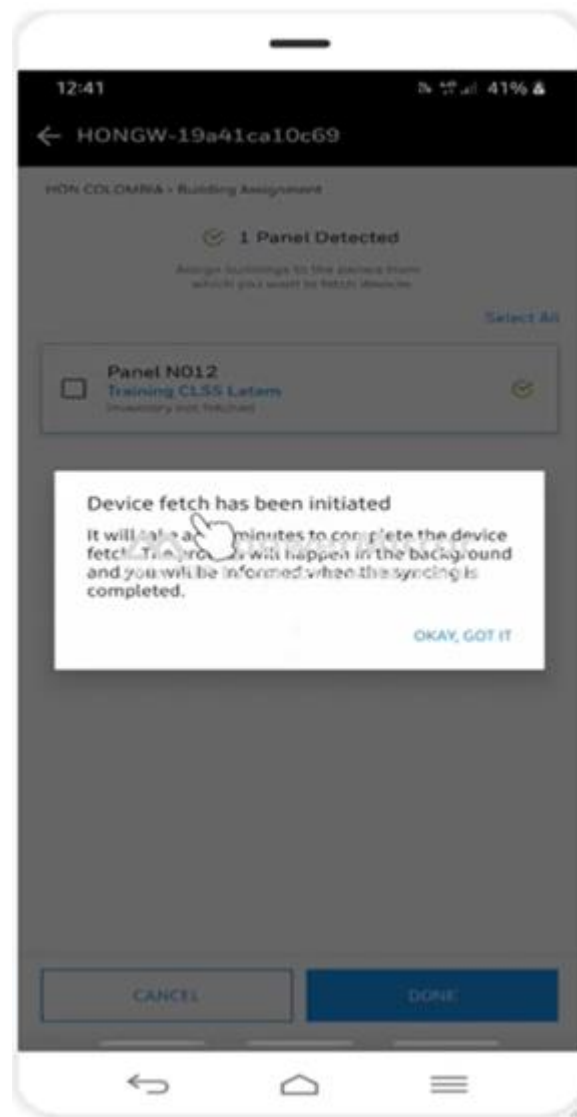 12:41
41%
HONGW-19a41ca10c69
HON COLOMBIA - Building Assignment
1 Panel Detected
Assign buildings to the panels from
which you want to fetch devices
Select All
Panel N012
Training CLSS Latam
Inventory not fetched
Device fetch has been initiated
It will take minutes to complete the device
fetch. The process will happen in the background
and you will be informed when the syncing is
completed.
OKAY, GOT IT
CANCEL
DONE